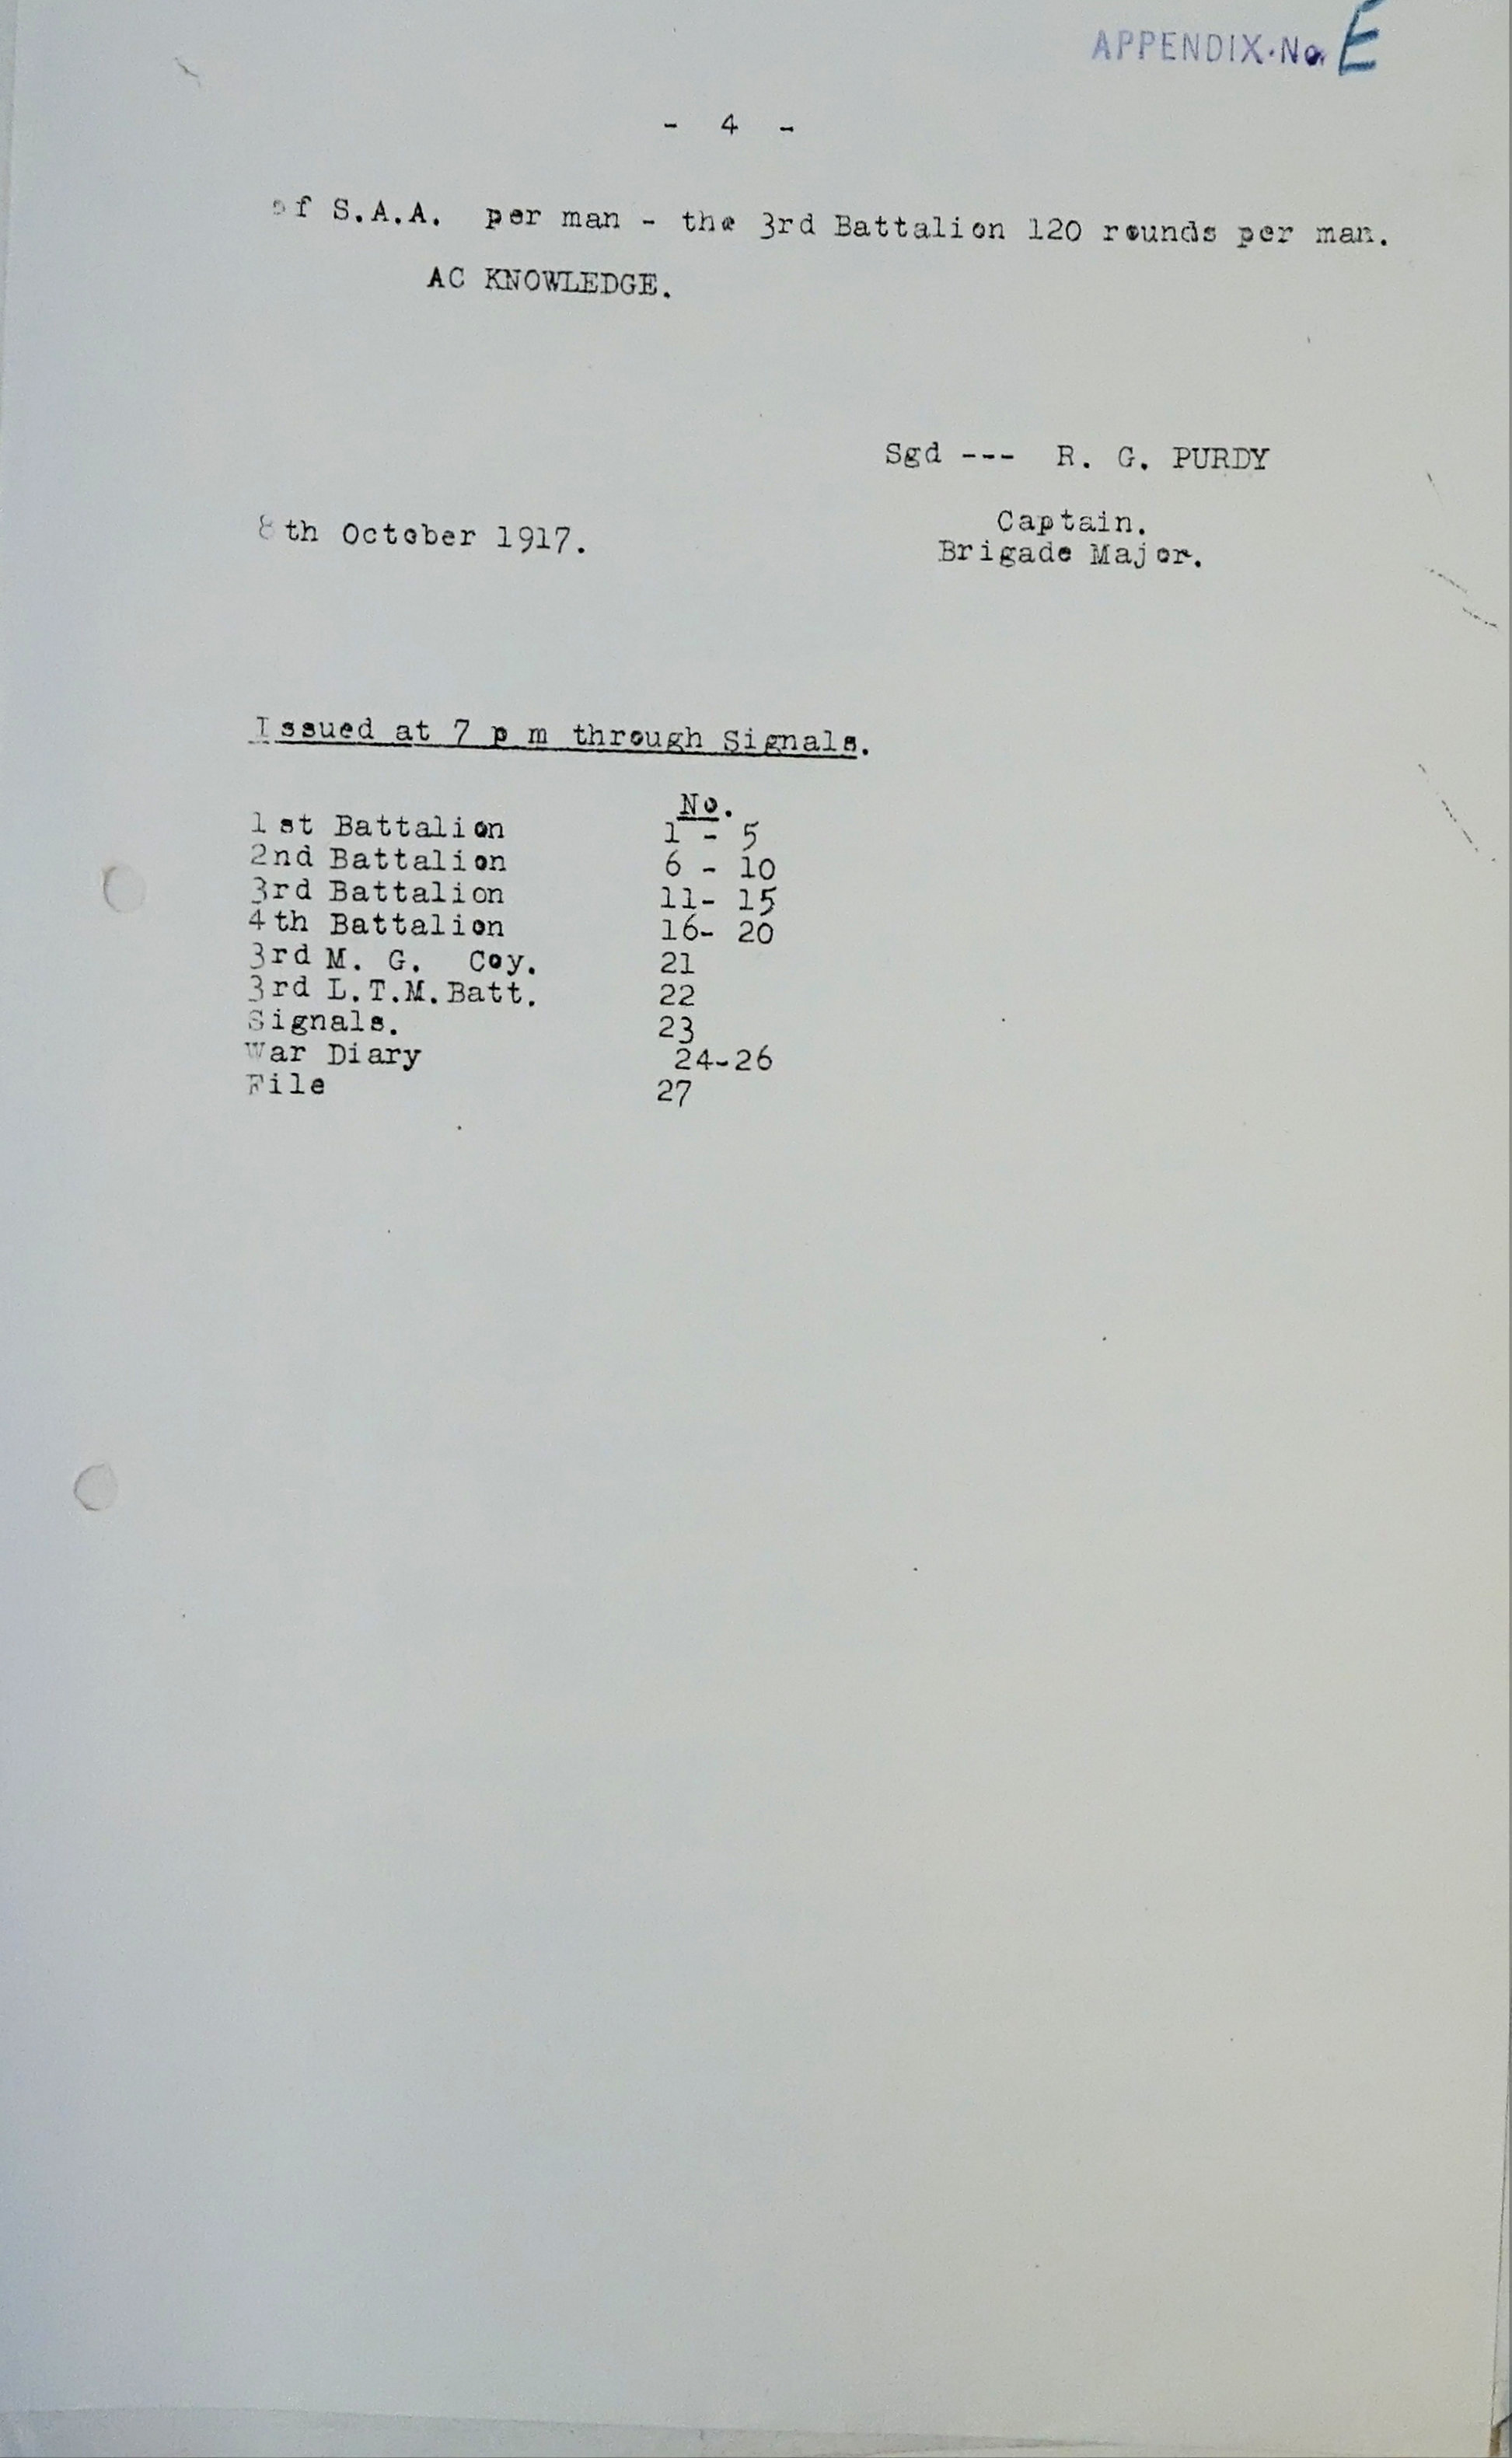 APPENDIX. No. E
- 4 -
of S.A.A. per man - the 3rd Battalion 120 rounds per man.
AC KNOWLEDGE.
Sgd --- R. G. PURDY
8th October 1917.
Captain.
Brigade Major.
Issued at 7 p m through Signals.
No.
1st Battalion 1 - 5
2nd Battalion 6 - 10
3rd Battalion 11- 15
4th Battalion 16- 20
3rd M. G. Coy. 21
3rd L.T.M.Batt. 22
Signals. 23
War Diary 24-26
File 27